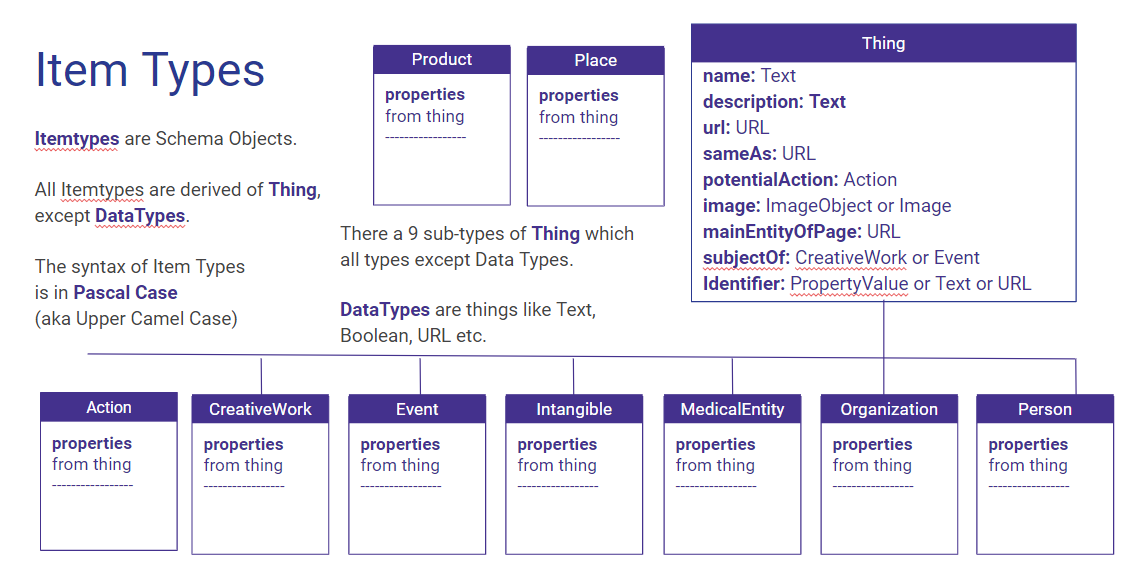 Item Types
Itemtypes are Schema Objects.
All Itemtypes are derived of Thing,
except DataTypes.
The syntax of Item Types
is in Pascal Case
(aka Upper Camel Case)
Product
properties
from thing
-----------------
Place
properties
from thing
-----------------
There a 9 sub-types of Thing which
all types except Data Types.
DataTypes are things like Text,
Boolean, URL etc.
Thing
name: Text
description: Text
url: URL
sameAs: URL
potentialAction: Action
image: ImageObject or Image
mainEntityOfPage: URL
subjectOf: CreativeWork or Event
Identifier: PropertyValue or Text or URL
Action
properties
from thing
-----------------
CreativeWork
properties
from thing
-----------------
Event
properties
from thing
-----------------
Intangible
properties
from thing
-----------------
MedicalEntity
properties
from thing
-----------------
Organization
properties
from thing
-----------------
Person
properties
from thing
-----------------